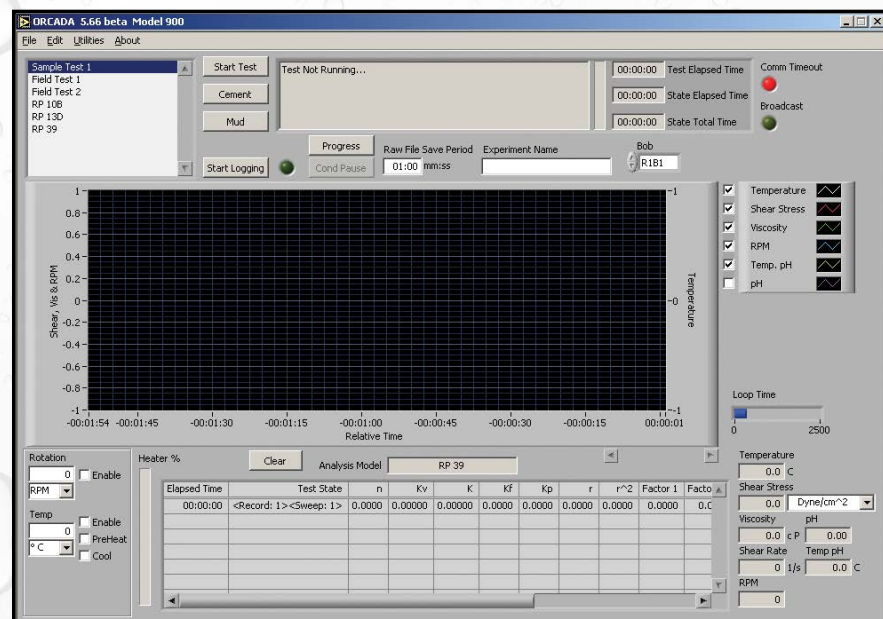 ORCADA 5.66 beta Model 900
File Edit Utilities About
Sample Test 1
Field Test 1
Field Test 2
RP 10B
RP 13D
RP 39
Start Test
Cement
Mud
Test Not Running...
00:00:00 Test Elapsed Time
00:00:00 State Elapsed Time
00:00:00 State Total Time
Comm Timeout
Broadcast
Start Logging
Progress
Cond Pause
Raw File Save Period
01:00 mm:ss
Experiment Name
Bob
R1B1
Shear, Vis & RPM
1
0.8
0.6
0.4
0.2
0
-0.2
-0.4
-0.6
-0.8
-1
1
0
-1
Temperature
-00:01:54 -00:01:45 -00:01:30 -00:01:15 -00:01:00 -00:00:45 -00:00:30 -00:00:15 00:00:01
Relative Time
Temperature
Shear Stress
Viscosity
RPM
Temp. pH
pH
Loop Time
0 2500
Rotation
0 Enable
RPM
Temp
0 Enable
° C PreHeat
Cool
Heater %
Clear
Analysis Model RP 39
Elapsed Time Test State n Kv K Kf Kp r r^2 Factor 1 Facto
00:00:00 <Record: 1><Sweep: 1> 0.0000 0.00000 0.00000 0.0000 0.0000 0.0000 0.0000 0.0000 0.0
Temperature
0.0 C
Shear Stress
0.0 Dyne/cm^2
Viscosity pH
0.0 c P 0.00
Shear Rate Temp pH
0 1/s 0.0 C
RPM
0